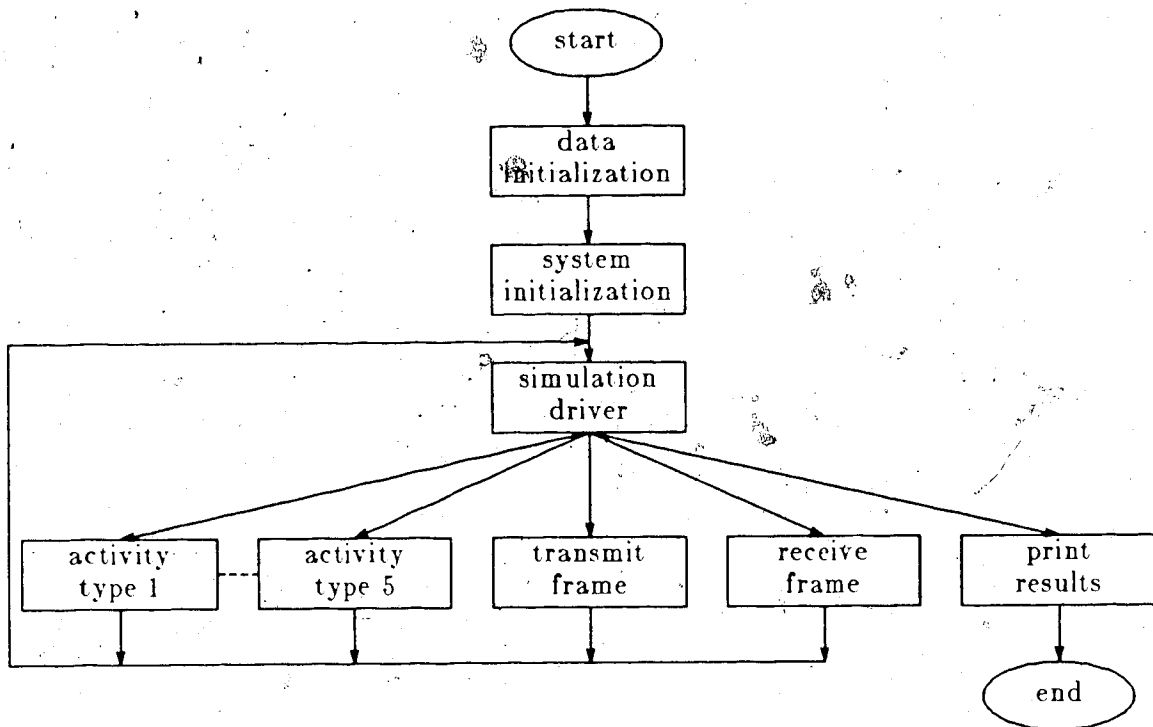 start
data
initialization
system
initialization
simulation
driver
activity
type 1
activity
type 5
transmit
frame
receive
frame
print
results
end